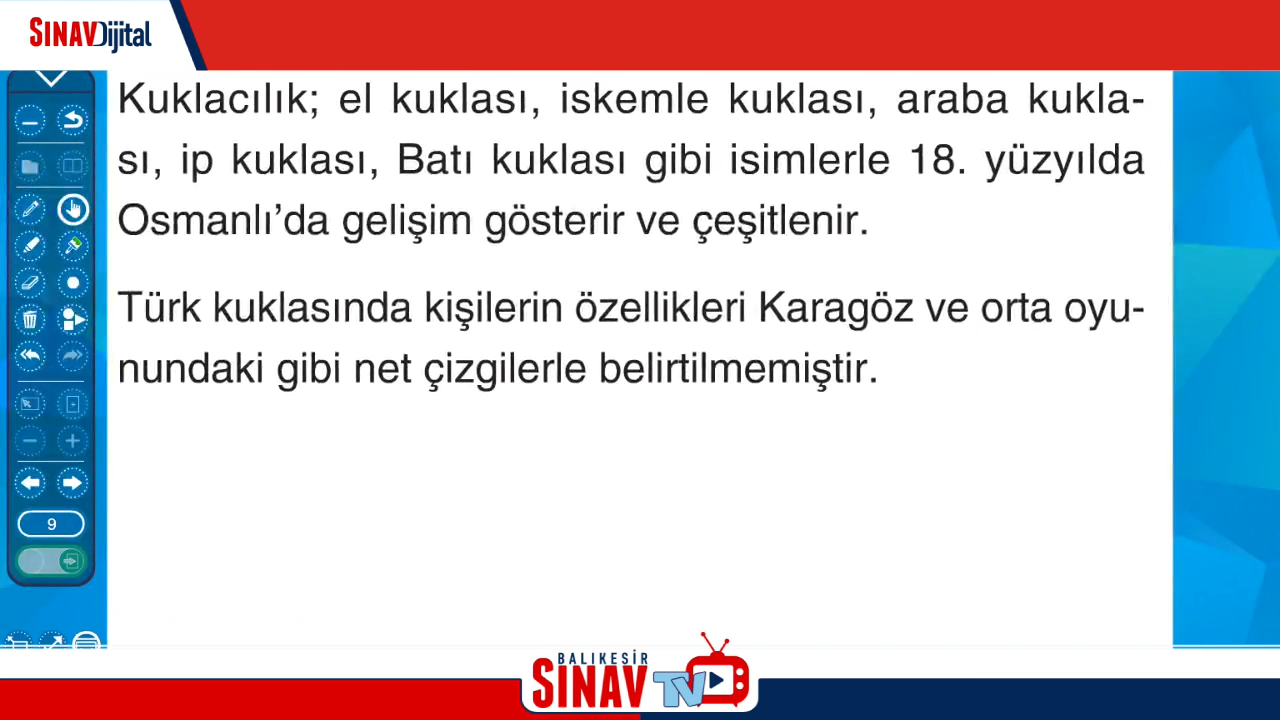 SINAVDijital
Kuklacılık; el kuklası, iskemle kuklası, araba kukla-
sı, ip kuklası, Batı kuklası gibi isimlerle 18. yüzyılda
Osmanlı’da gelişim gösterir ve çeşitlenir.
Türk kuklasında kişilerin özellikleri Karagöz ve orta oyu-
nundaki gibi net çizgilerle belirtilmemiştir.
9
BALIKESİR
SINAV TV